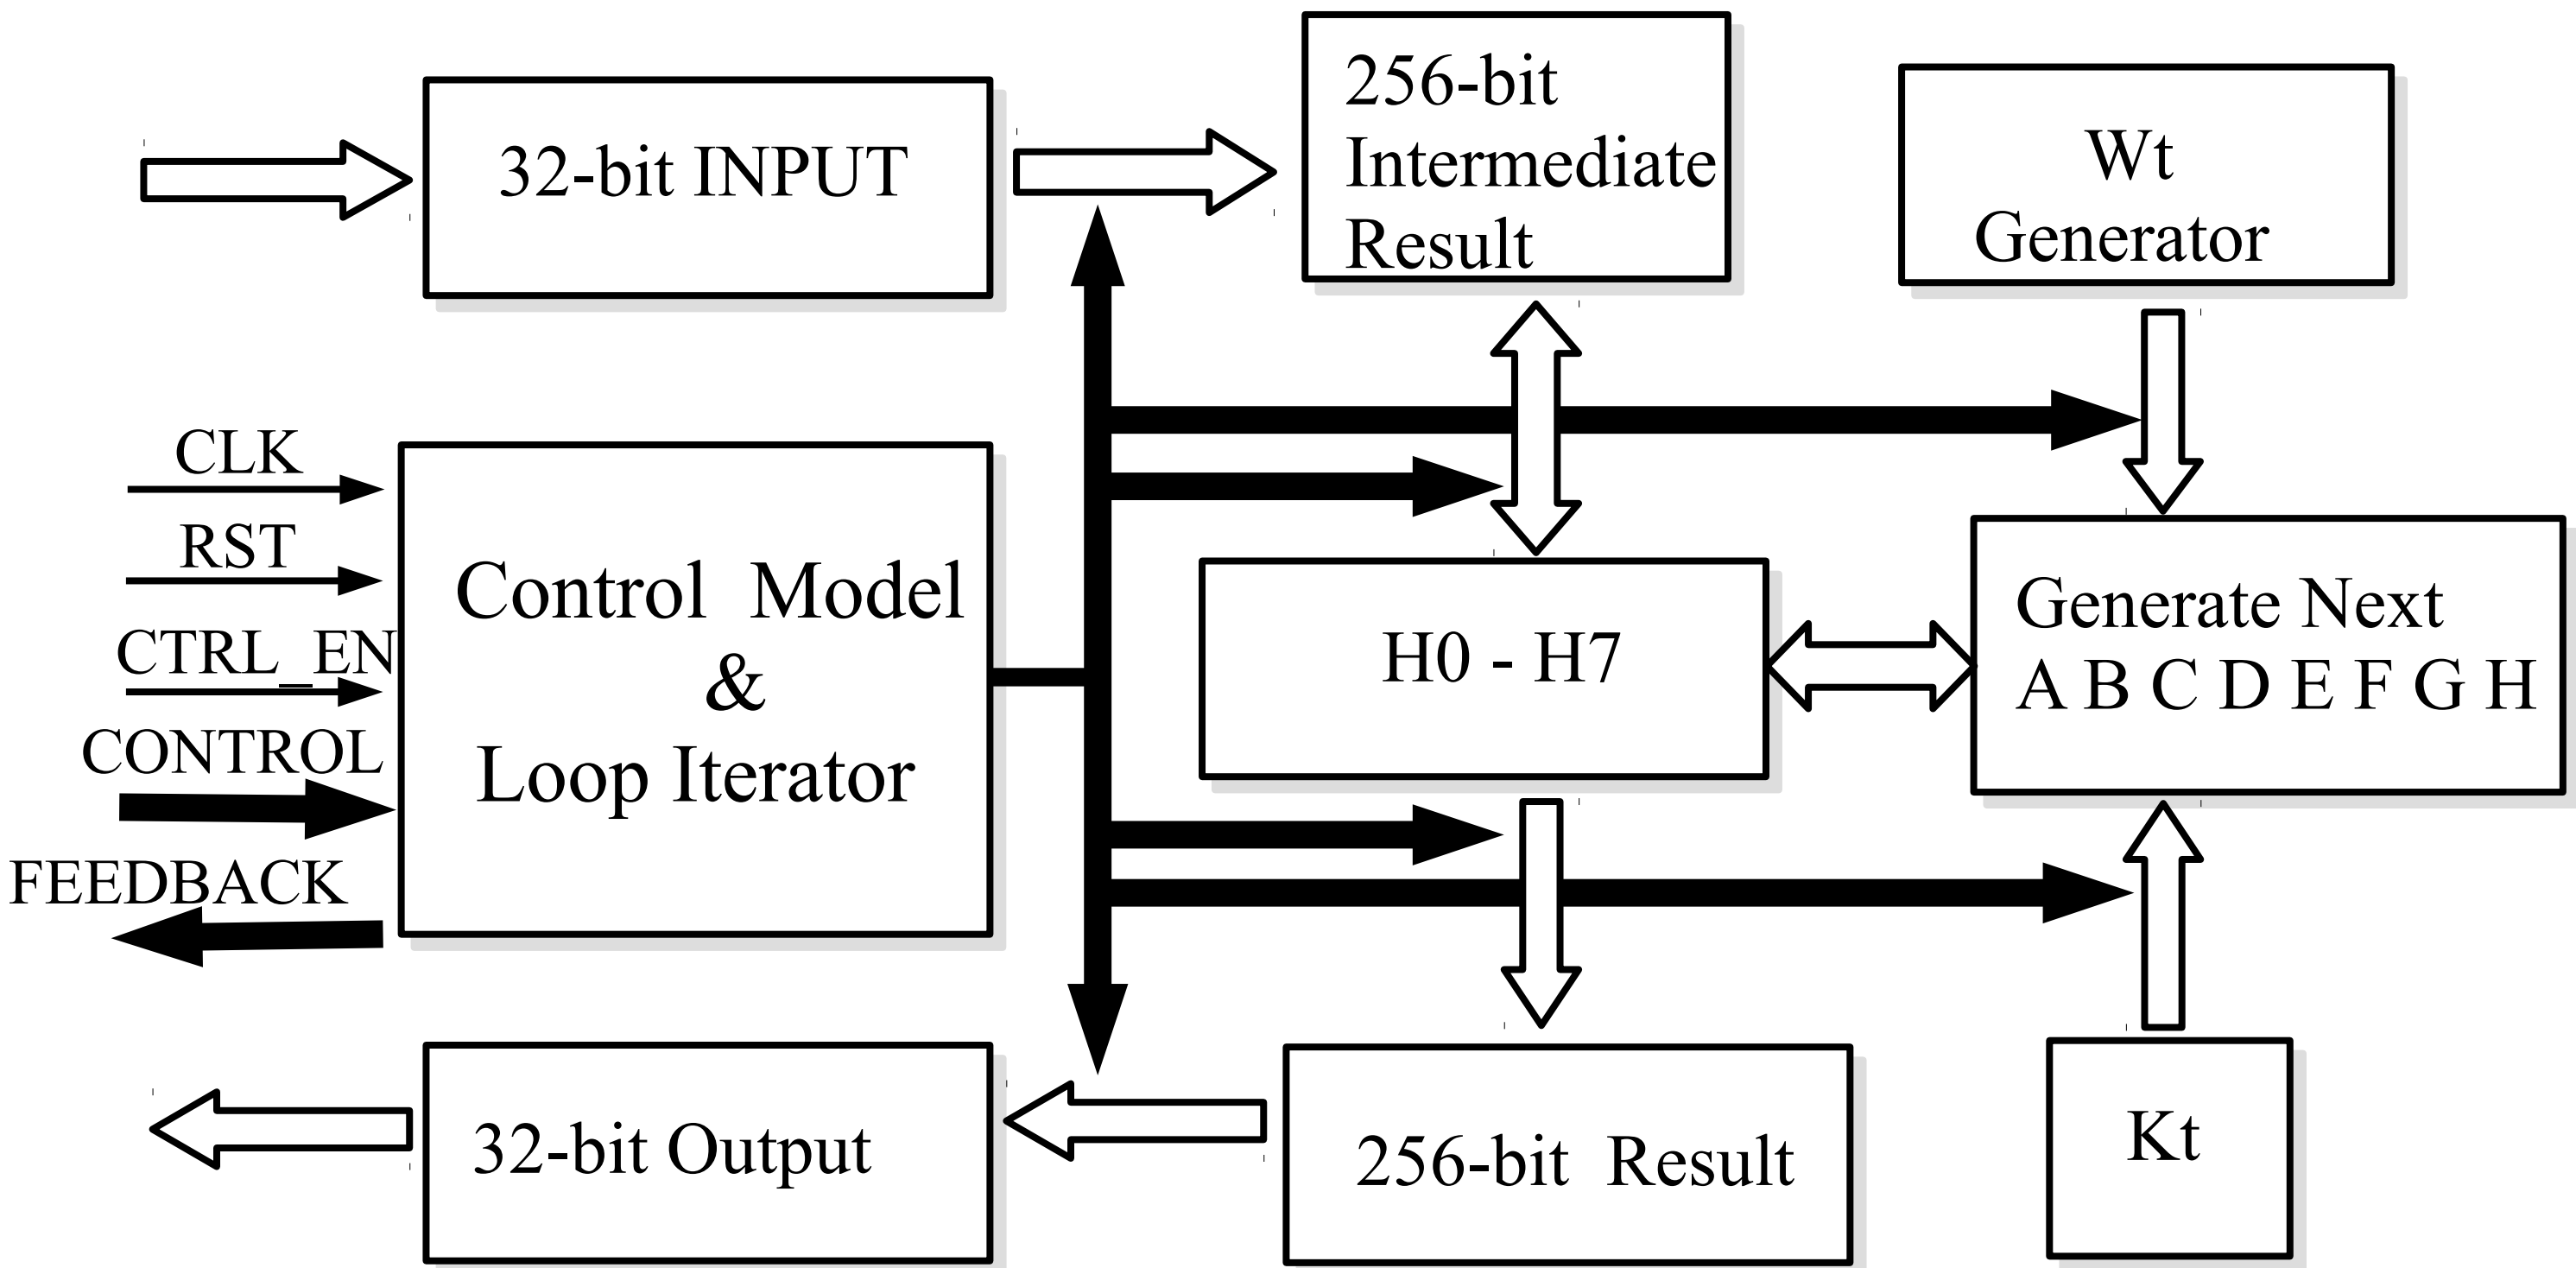 32-bit INPUT
256-bit
Intermediate
Result
Wt
Generator
CLK
RST
CTRL_EN
CONTROL
FEEDBACK
Control Model
&
Loop Iterator
H0 - H7
Generate Next
A B C D E F G H
32-bit Output
256-bit Result
Kt